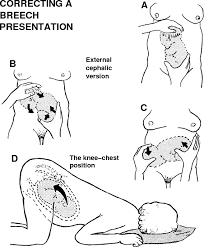 CORRECTING A
BREECH
PRESENTATION
A
B
External
cephalic
version
C
D
The knee-chest
position